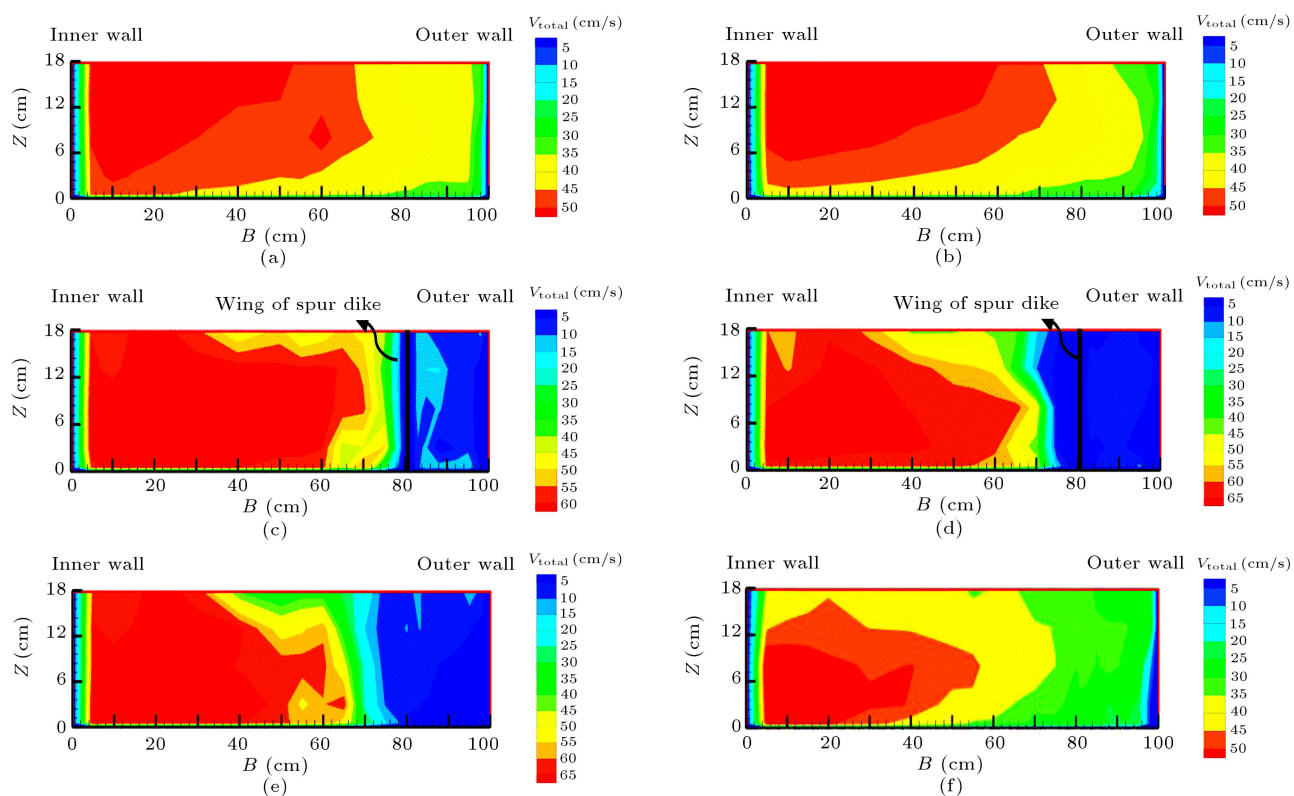 Inner wall
Outer wall
V_total (cm/s)
18
12
6
0
Z (cm)
0 20 40 60 80 100
B (cm)
(a)
5
10
15
20
25
30
35
40
45
50
Inner wall
Outer wall
V_total (cm/s)
18
12
6
0
Z (cm)
0 20 40 60 80 100
B (cm)
(b)
5
10
15
20
25
30
35
40
45
50
Inner wall
Wing of spur dike
Outer wall
V_total (cm/s)
18
12
6
0
Z (cm)
0 20 40 60 80 100
B (cm)
(c)
5
10
15
20
25
30
35
40
45
50
55
60
Inner wall
Wing of spur dike
Outer wall
V_total (cm/s)
18
12
6
0
Z (cm)
0 20 40 60 80 100
B (cm)
(d)
5
10
15
20
25
30
35
40
45
50
55
60
65
Inner wall
Outer wall
V_total (cm/s)
18
12
6
0
Z (cm)
0 20 40 60 80 100
B (cm)
(e)
5
10
15
20
25
30
35
40
45
50
55
60
65
Inner wall
Outer wall
V_total (cm/s)
18
12
6
0
Z (cm)
0 20 40 60 80 100
B (cm)
(f)
5
10
15
20
25
30
35
40
45
50